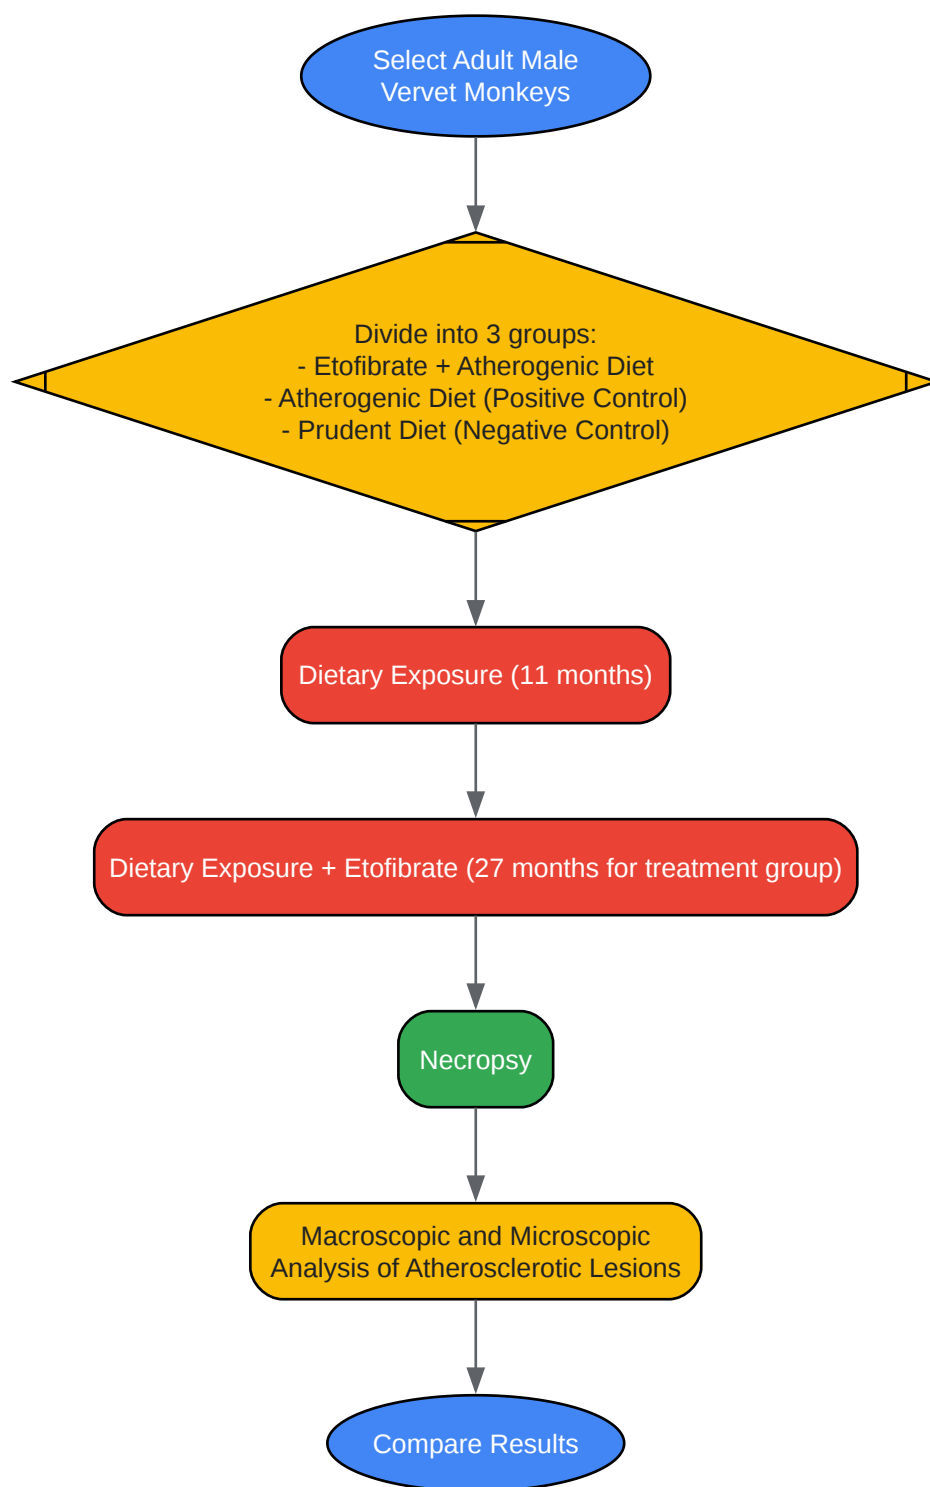 Select Adult Male
Vervet Monkeys
Divide into 3 groups:
- Etofibrate + Atherogenic Diet
- Atherogenic Diet (Positive Control)
- Prudent Diet (Negative Control)
Dietary Exposure (11 months)
Dietary Exposure + Etofibrate (27 months for treatment group)
Necropsy
Macroscopic and Microscopic
Analysis of Atherosclerotic Lesions
Compare Results